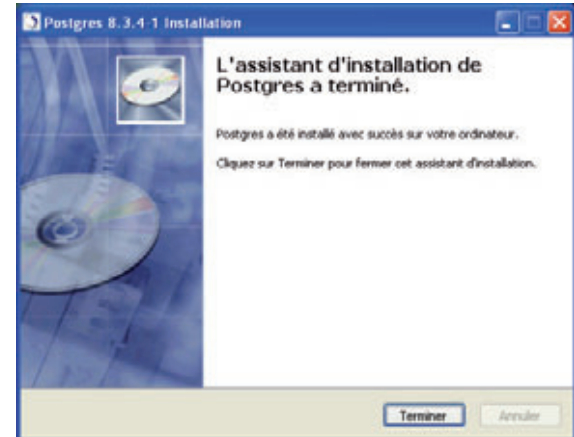 Postgres 8.3.4-1 Installation
L'assistant d'installation de
Postgres a terminé.
Postgres a été installé avec succès sur votre ordinateur.
Cliquez sur Terminer pour fermer cet assistant d'installation.
Terminer
Annuler